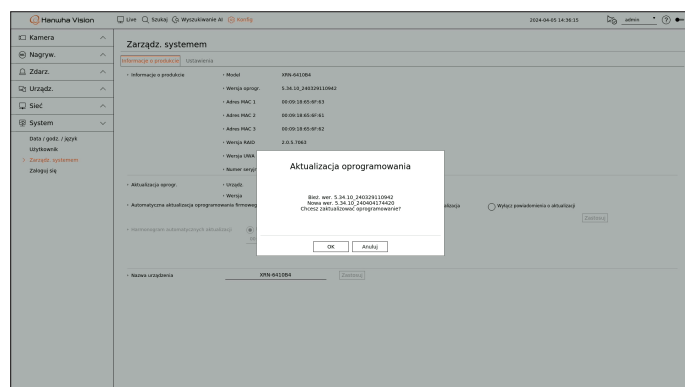 Hanwha Vision Live Szukaj Wyszukiwanie AI Konfig. 2024-04-05 14:36:15 admin
Kamera
Nagryw.
Zdarz.
Urządz.
Sieć
System
Data / godz. / język
Użytkownik
Zarządz. systemem
Zaloguj się
Zarządz. systemem
Informacje o produkcie Ustawienia
Informacje o produkcie Model XRN-6410B4
Wersja oprogr. 5.34.10_240329110942
Adres MAC 1 00:09:18:65:6F:63
Adres MAC 2 00:09:18:65:6F:61
Adres MAC 3 00:09:18:65:6F:62
Wersja RAID 2.0.5.7063
Wersja UWA
Numer seryjn
Aktualizacja oprogr. Urządz.
Wersja
Automatyczna aktualizacja oprogramowania firmoweg alizacja Wyłącz powiadomienia o aktualizacji
Zastosuj
Harmonogram automatycznych aktualizacji
Nazwa urządzenia XRN-6410B4 Zastosuj
Aktualizacja oprogramowania
Bież. wer. 5.34.10_240329110942
Nowa wer. 5.34.10_240404174420
Chcesz zaktualizować oprogramowanie?
OK Anuluj